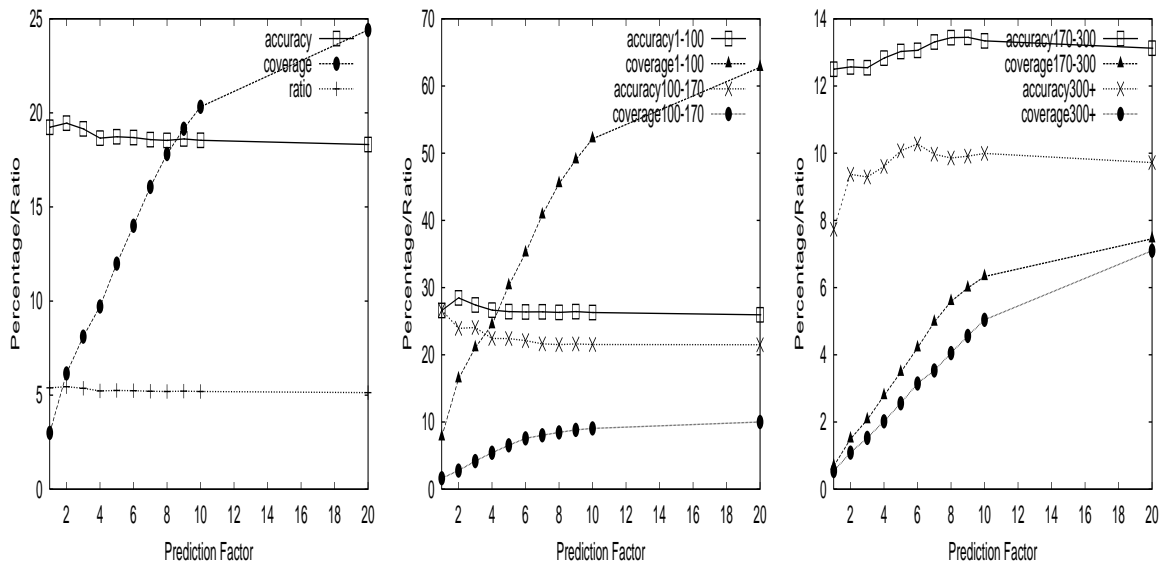 25
20
15
10
5
0
Percentage/Ratio
accuracy
coverage
ratio
2 4 6 8 10 12 14 16 18 20
Prediction Factor
70
60
50
40
30
20
10
0
Percentage/Ratio
accuracy1-100
coverage1-100
accuracy100-170
coverage100-170
2 4 6 8 10 12 14 16 18 20
Prediction Factor
14
12
10
8
6
4
2
0
Percentage/Ratio
accuracy170-300
coverage170-300
accuracy300+
coverage300+
2 4 6 8 10 12 14 16 18 20
Prediction Factor